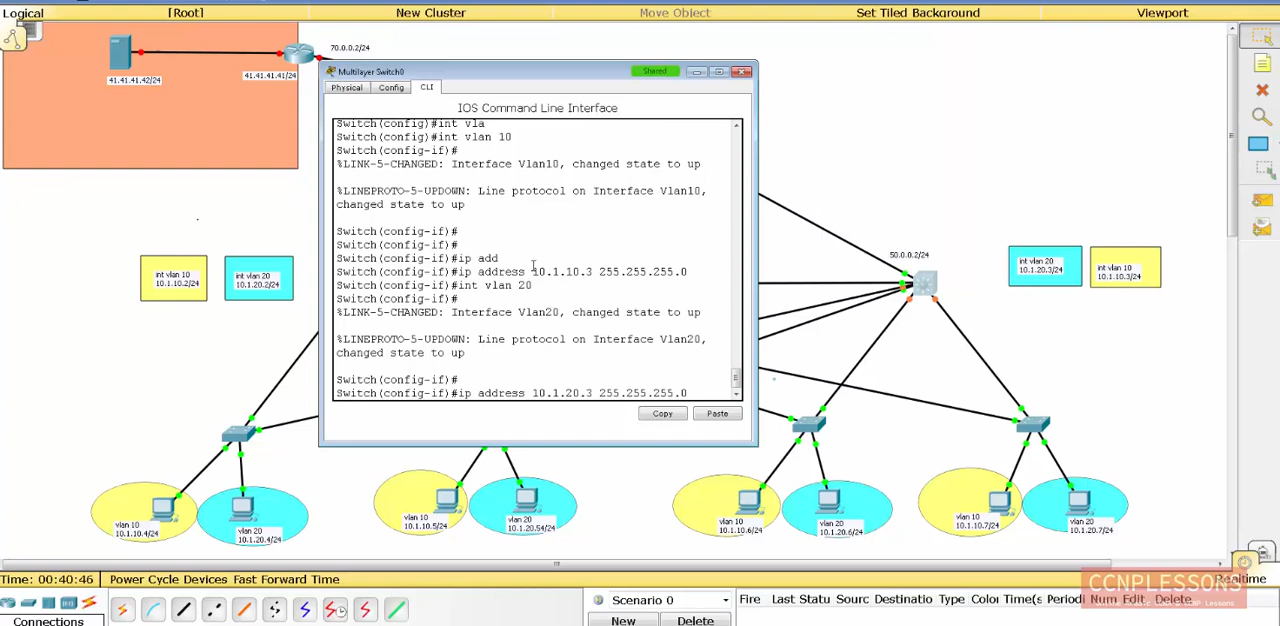 Logical
[Root]
New Cluster
Move Object
Set Tiled Background
Viewport
70.0.0.2/24
41.41.41.42/24
41.41.41.41/24
Multilayer Switch0
Shared
Physical
Config
CLI
IOS Command Line Interface
Switch(config)#int vla
Switch(config)#int vlan 10
Switch(config-if)#
%LINK-5-CHANGED: Interface Vlan10, changed state to up
%LINEPROTO-5-UPDOWN: Line protocol on Interface Vlan10,
changed state to up
Switch(config-if)#
Switch(config-if)#
Switch(config-if)#ip add
Switch(config-if)#ip address 10.1.10.3 255.255.255.0
Switch(config-if)#int vlan 20
Switch(config-if)#
%LINK-5-CHANGED: Interface Vlan20, changed state to up
%LINEPROTO-5-UPDOWN: Line protocol on Interface Vlan20,
changed state to up
Switch(config-if)#
Switch(config-if)#ip address 10.1.20.3 255.255.255.0
Copy
Paste
int vlan 10
10.1.10.2/24
int vlan 20
10.1.20.2/24
50.0.0.2/24
int vlan 20
10.1.20.3/24
int vlan 10
10.1.10.3/24
vlan 10
10.1.10.4/24
vlan 20
10.1.20.4/24
vlan 10
10.1.10.5/24
vlan 20
10.1.20.54/24
vlan 10
10.1.10.6/24
vlan 20
10.1.20.6/24
vlan 10
10.1.10.7/24
vlan 20
10.1.20.7/24
Time: 00:40:46
Power Cycle Devices Fast Forward Time
Realtime
CCNPLESSONS
Connections
Scenario 0
New
Delete
Fire Last Statu Sourc Destinatio Type Colo Time(s Periodi Num Edit Delete